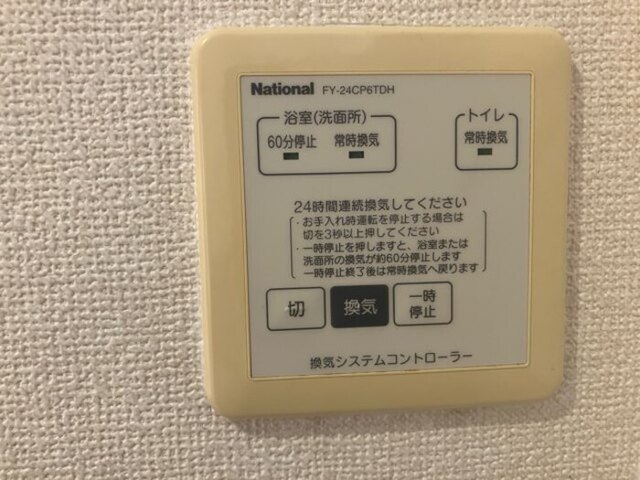 National FY-24CP6TDH
浴室(洗面所)
60分停止 常時換気
トイレ
常時換気
24時間連続換気してください
・お手入れ時運転を停止する場合は
切を3秒以上押してください
・一時停止を押しますと、浴室または
洗面所の換気が約60分停止します
一時停止終了後は常時換気へ戻ります
切 換気 一時停止
換気システムコントローラー